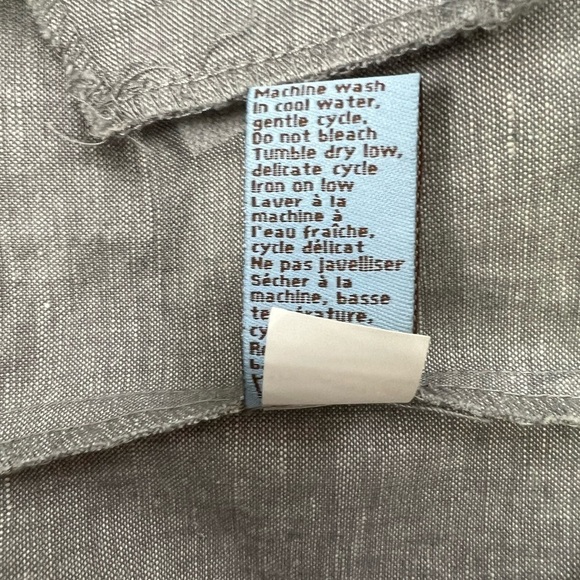 Machine wash
in cool water,
gentle cycle.
Do not bleach
Tumble dry low,
delicate cycle
Iron on low
Laver à la
machine à
l'eau fraîche,
cycle délicat
Ne pas javelliser
Sécher à la
machine, basse